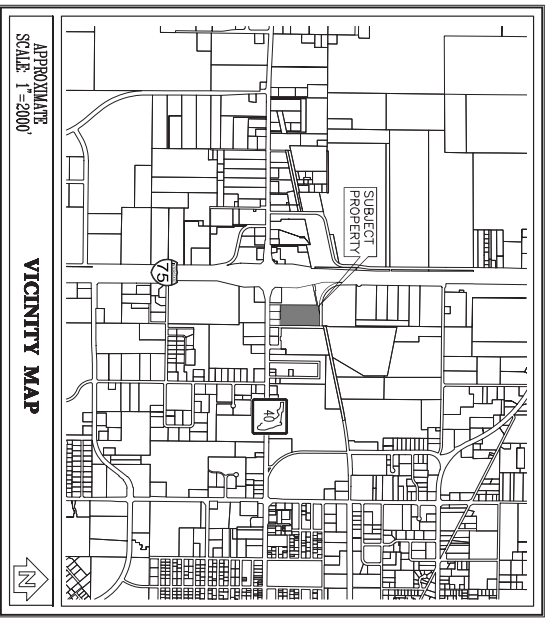 SUBJECT
PROPERTY
75
40
APPROXIMATE
SCALE: 1"=2000'
VICINITY MAP
N